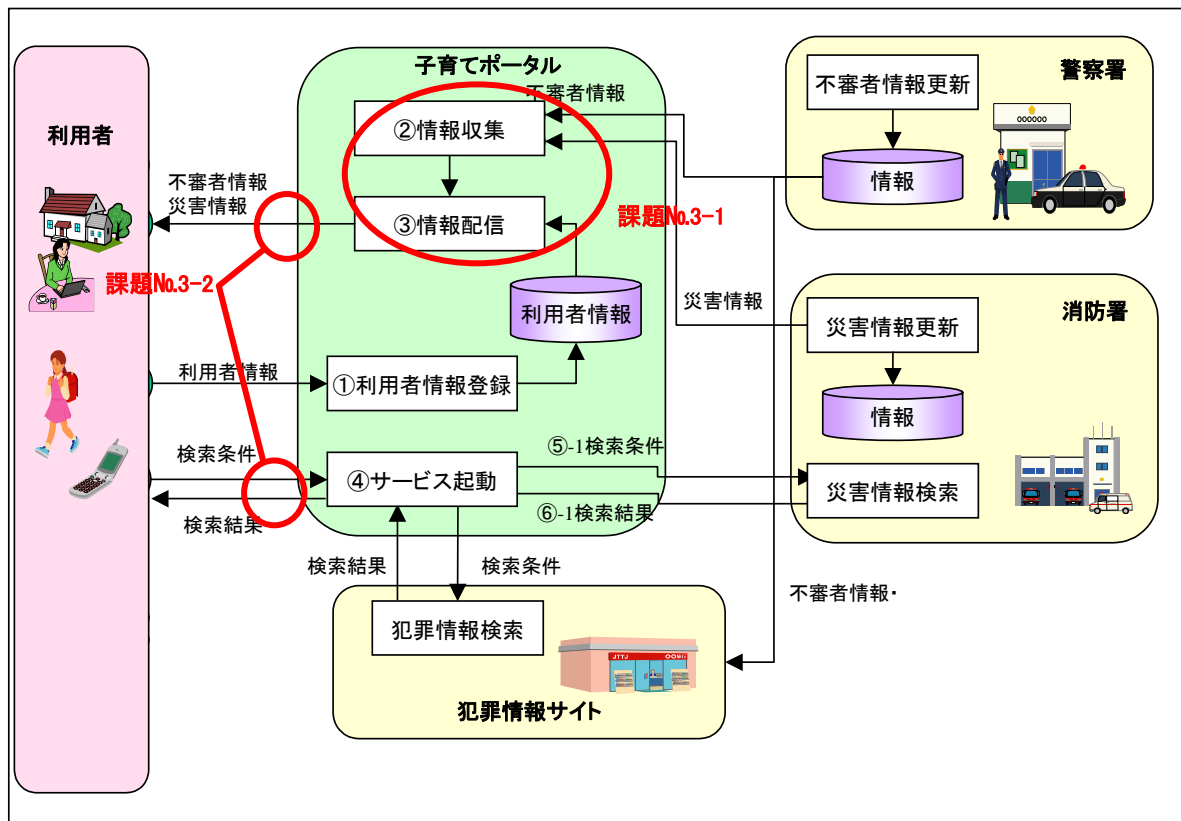 子育てポータル
警察署
不審者情報
不審者情報更新
②情報収集
利用者
情報
不審者情報
災害情報
③情報配信
課題№3-1
課題№3-2
災害情報
消防署
利用者情報
災害情報更新
利用者情報
①利用者情報登録
情報
検索条件
⑤-1検索条件
④サービス起動
災害情報検索
⑥-1検索結果
検索結果
検索結果
検索条件
不審者情報・
犯罪情報検索
JTTJ
犯罪情報サイト